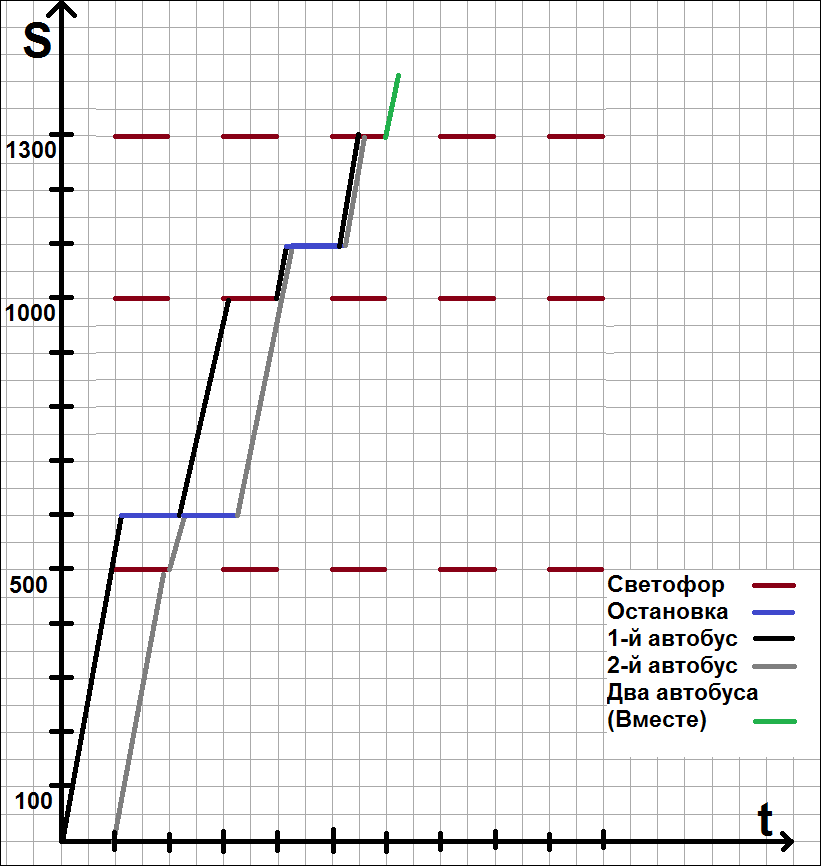 S
1300
1000
500
100
Светофор
Остановка
1-й автобус
2-й автобус
Два автобуса
(Вместе)
t